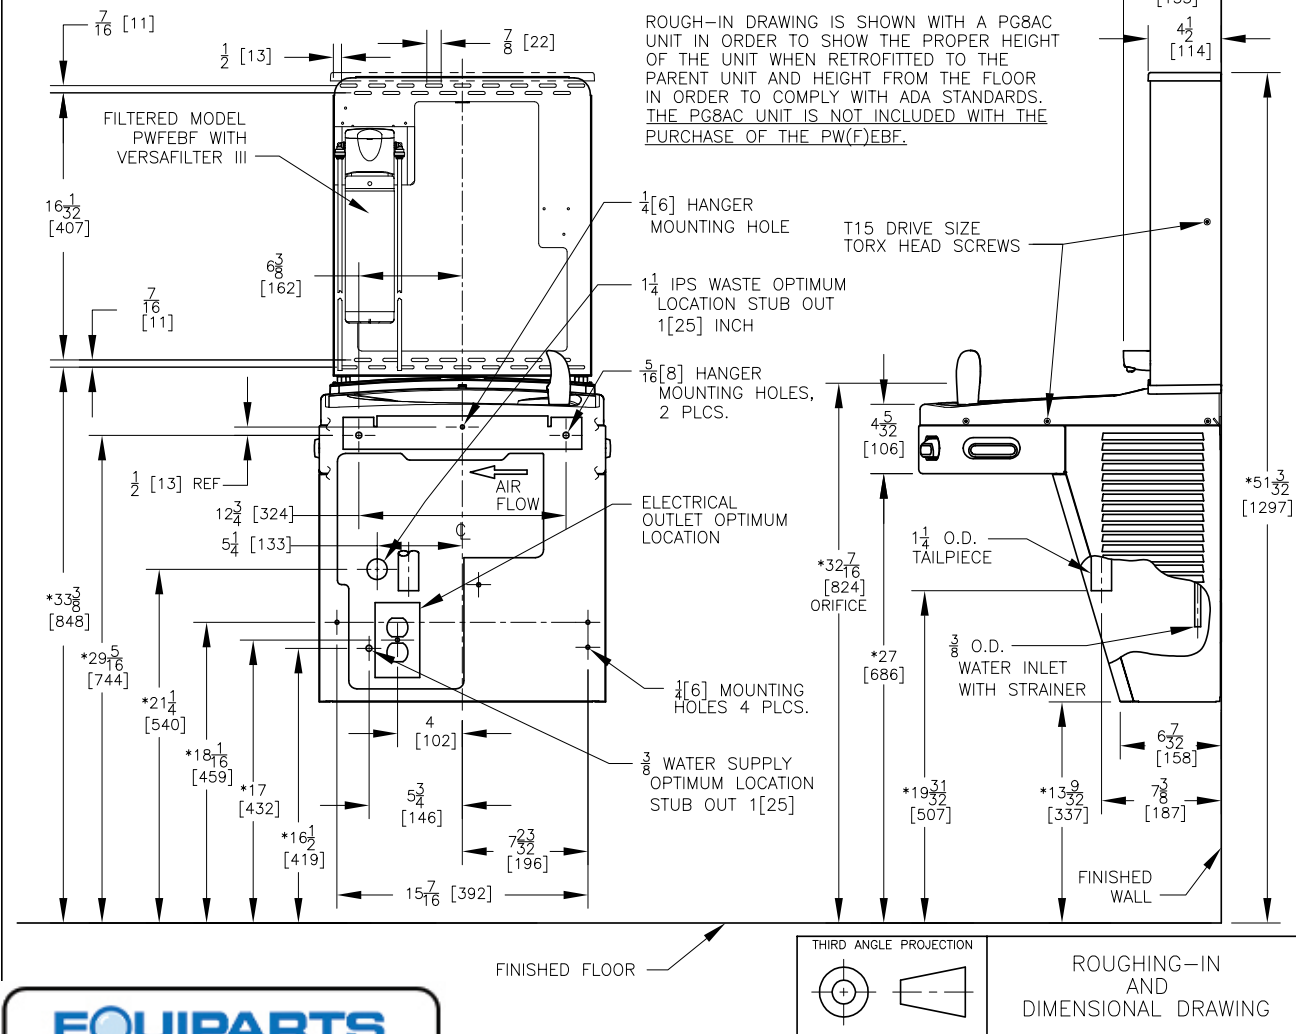 7/16 [11]
1/2 [13]
7/8 [22]
ROUGH-IN DRAWING IS SHOWN WITH A PG8AC
UNIT IN ORDER TO SHOW THE PROPER HEIGHT
OF THE UNIT WHEN RETROFITTED TO THE
PARENT UNIT AND HEIGHT FROM THE FLOOR
IN ORDER TO COMPLY WITH ADA STANDARDS.
THE PG8AC UNIT IS NOT INCLUDED WITH THE
PURCHASE OF THE PW(F)EBF.
4 1/2
[114]
FILTERED MODEL
PWFEBF WITH
VERSAFILTER III
16 1/32
[407]
1/4[6] HANGER
MOUNTING HOLE
T15 DRIVE SIZE
TORX HEAD SCREWS
6 3/8
[162]
7/16
[11]
1 1/4 IPS WASTE OPTIMUM
LOCATION STUB OUT
1[25] INCH
5/16[8] HANGER
MOUNTING HOLES,
2 PLCS.
4 5/32
[106]
1/2 [13] REF
AIR
FLOW
12 3/4 [324]
5 1/4 [133]
CL
ELECTRICAL
OUTLET OPTIMUM
LOCATION
*51 3/32
[1297]
1 1/4 O.D.
TAILPIECE
*32 7/16
[824]
ORIFICE
*33 3/8
[848]
*29 5/16
[744]
*21 1/4
[540]
*18 1/16
[459]
*17
[432]
*16 1/2
[419]
*27
[686]
3/8 O.D.
WATER INLET
WITH STRAINER
1/4[6] MOUNTING
HOLES 4 PLCS.
4
[102]
3/8 WATER SUPPLY
OPTIMUM LOCATION
STUB OUT 1[25]
5 3/4
[146]
7 23/32
[196]
15 7/16 [392]
6 7/32
[158]
*19 31/32
[507]
*13 9/32
[337]
7 3/8
[187]
FINISHED
WALL
FINISHED FLOOR
THIRD ANGLE PROJECTION
ROUGHING-IN
AND
DIMENSIONAL DRAWING
EQUIPARTS